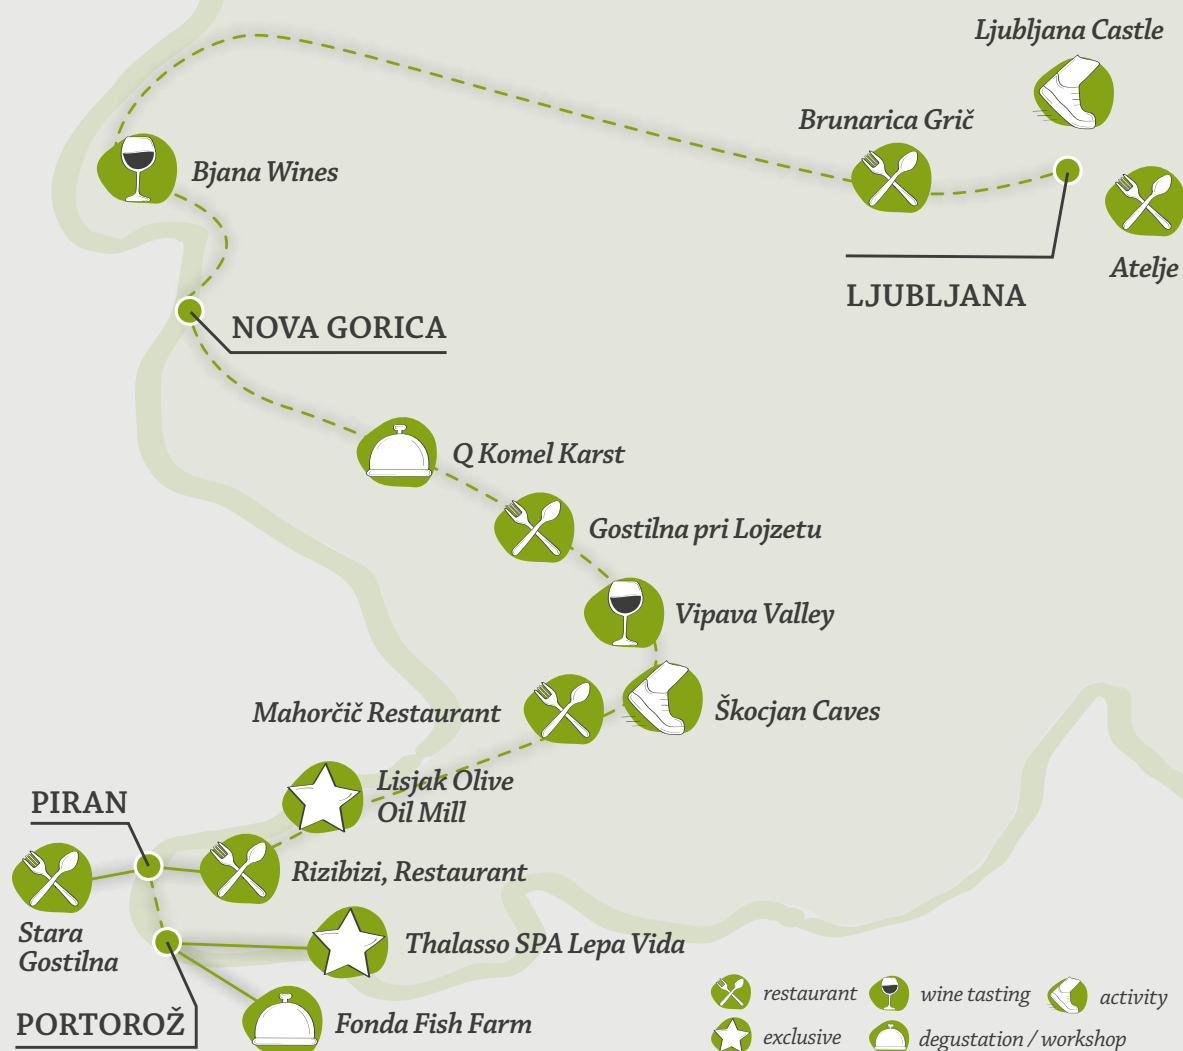 Ljubljana Castle
Brunarica Grič
Bjana Wines
Atelje
LJUBLJANA
NOVA GORICA
Q Komel Karst
Gostilna pri Lojzetu
Vipava Valley
Mahorčič Restaurant
Škocjan Caves
Lisjak Olive
Oil Mill
PIRAN
Rizibizi, Restaurant
Stara
Gostilna
Thalasso SPA Lepa Vida
PORTOROŽ
Fonda Fish Farm
restaurant
wine tasting
activity
exclusive
degustation / workshop